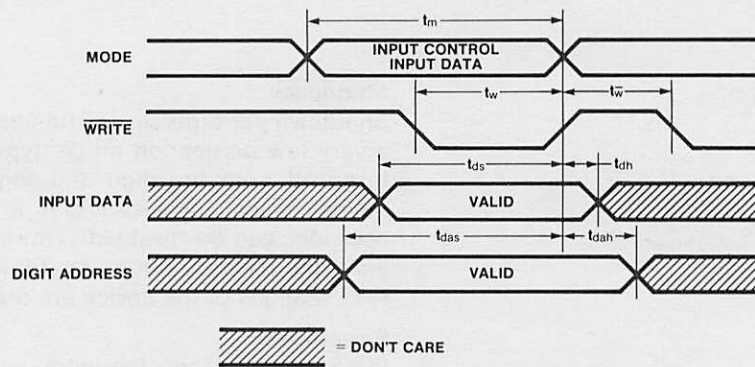 tm
MODE
INPUT CONTROL
INPUT DATA
tw
tw̅
W̅R̅I̅T̅E̅
tds
tdh
INPUT DATA
VALID
tdas
tdah
DIGIT ADDRESS
VALID
= DON'T CARE